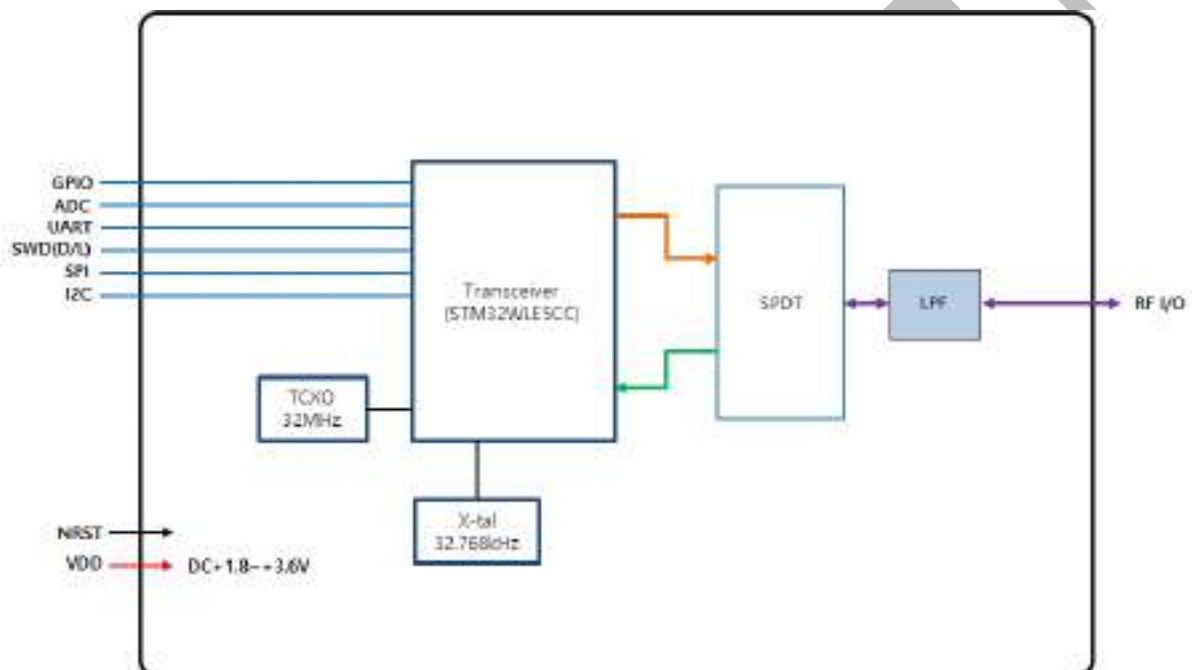 GPIO
ADC
UART
SWD(D/L)
SPI
I2C
Transceiver
(STM32WLE5CC)
SPDT
LPF
RF I/O
TCXO
32MHz
X-tal
32.768kHz
NRST
VDD
DC+1.8~+3.6V